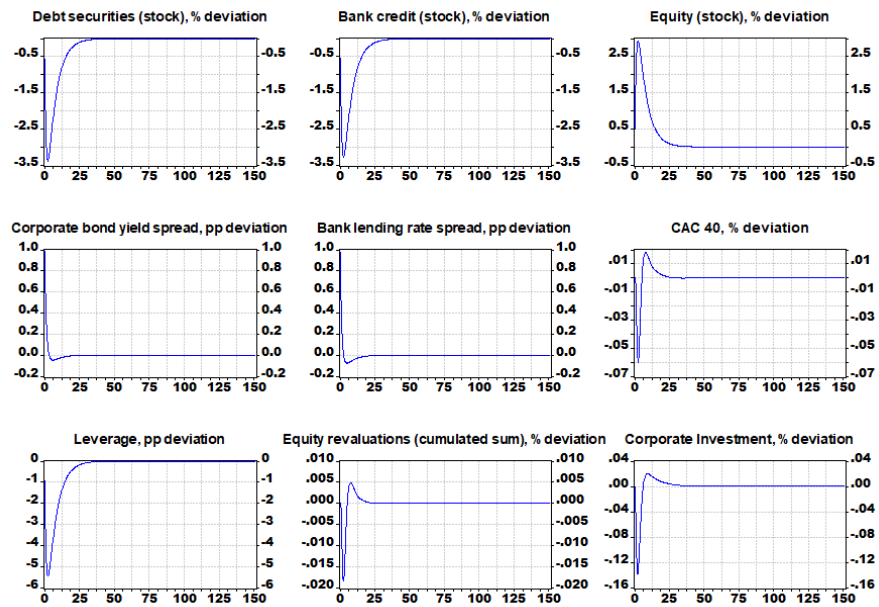 Debt securities (stock), % deviation
-0.5 -0.5
-1.5 -1.5
-2.5 -2.5
-3.5 -3.5
0 25 50 75 100 125 150
Bank credit (stock), % deviation
-0.5 -0.5
-1.5 -1.5
-2.5 -2.5
-3.5 -3.5
0 25 50 75 100 125 150
Equity (stock), % deviation
2.5 2.5
1.5 1.5
0.5 0.5
-0.5 -0.5
0 25 50 75 100 125 150
Corporate bond yield spread, pp deviation
1.0 1.0
0.8 0.8
0.6 0.6
0.4 0.4
0.2 0.2
0.0 0.0
-0.2 -0.2
0 25 50 75 100 125 150
Bank lending rate spread, pp deviation
1.0 1.0
0.8 0.8
0.6 0.6
0.4 0.4
0.2 0.2
0.0 0.0
-0.2 -0.2
0 25 50 75 100 125 150
CAC 40, % deviation
.01 .01
-.01 -.01
-.03 -.03
-.05 -.05
-.07 -.07
0 25 50 75 100 125 150
Leverage, pp deviation
0 0
-1 -1
-2 -2
-3 -3
-4 -4
-5 -5
-6 -6
0 25 50 75 100 125 150
Equity revaluations (cumulated sum), % deviation
.010 .010
.005 .005
.000 .000
-.005 -.005
-.010 -.010
-.015 -.015
-.020 -.020
0 25 50 75 100 125 150
Corporate Investment, % deviation
.04 .04
.00 .00
-.04 -.04
-.08 -.08
-.12 -.12
-.16 -.16
0 25 50 75 100 125 150